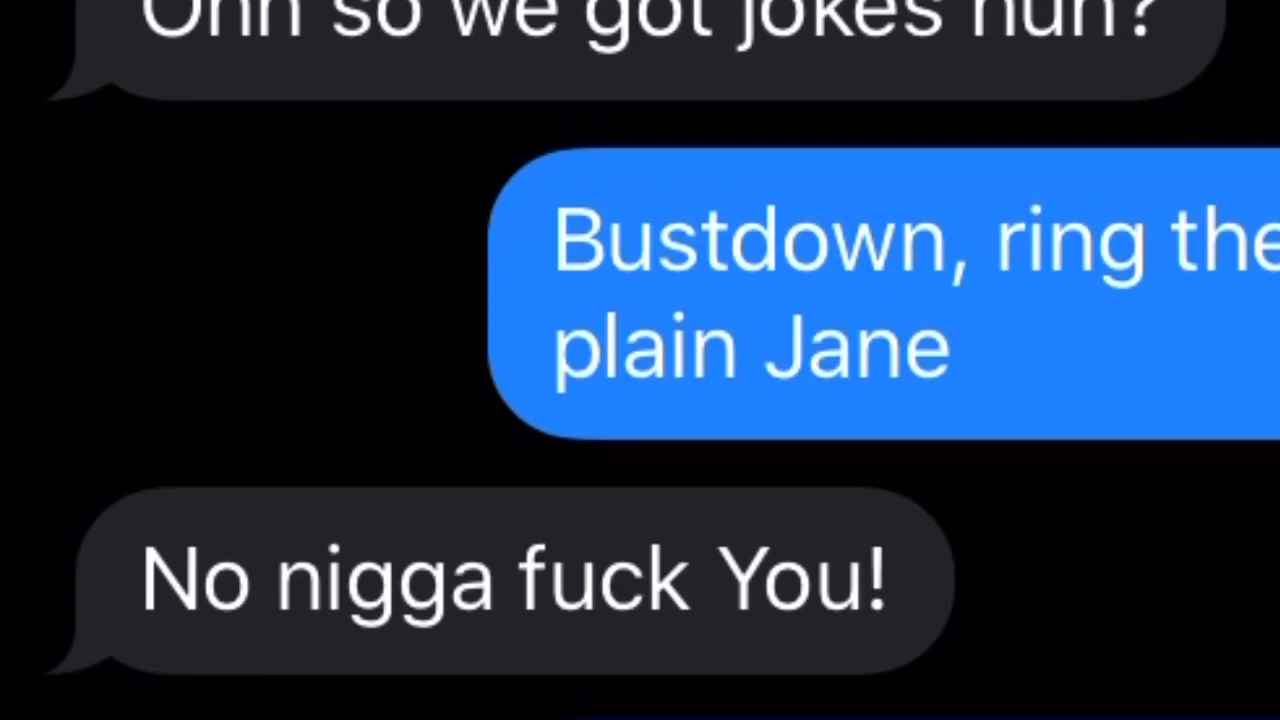 Ohh so we got jokes huh?
Bustdown, ring the
plain Jane
No nigga fuck You!